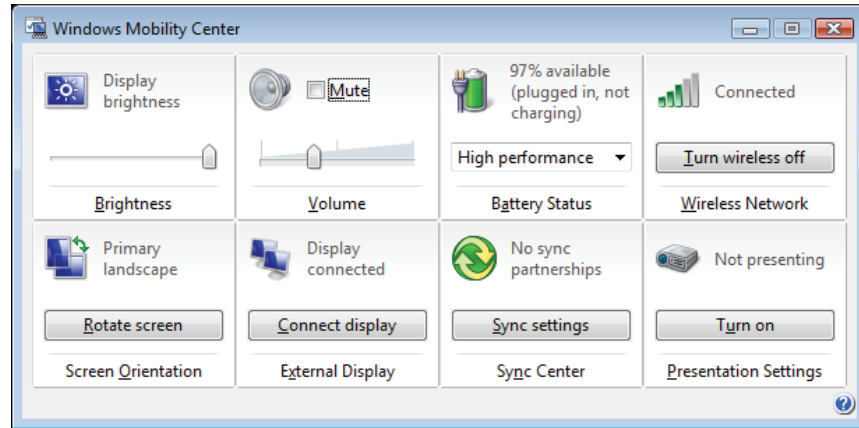 Windows Mobility Center
Display
brightness
Brightness
Mute
Volume
97% available
(plugged in, not
charging)
High performance
Battery Status
Connected
Turn wireless off
Wireless Network
Primary
landscape
Rotate screen
Screen Orientation
Display
connected
Connect display
External Display
No sync
partnerships
Sync settings
Sync Center
Not presenting
Turn on
Presentation Settings
?